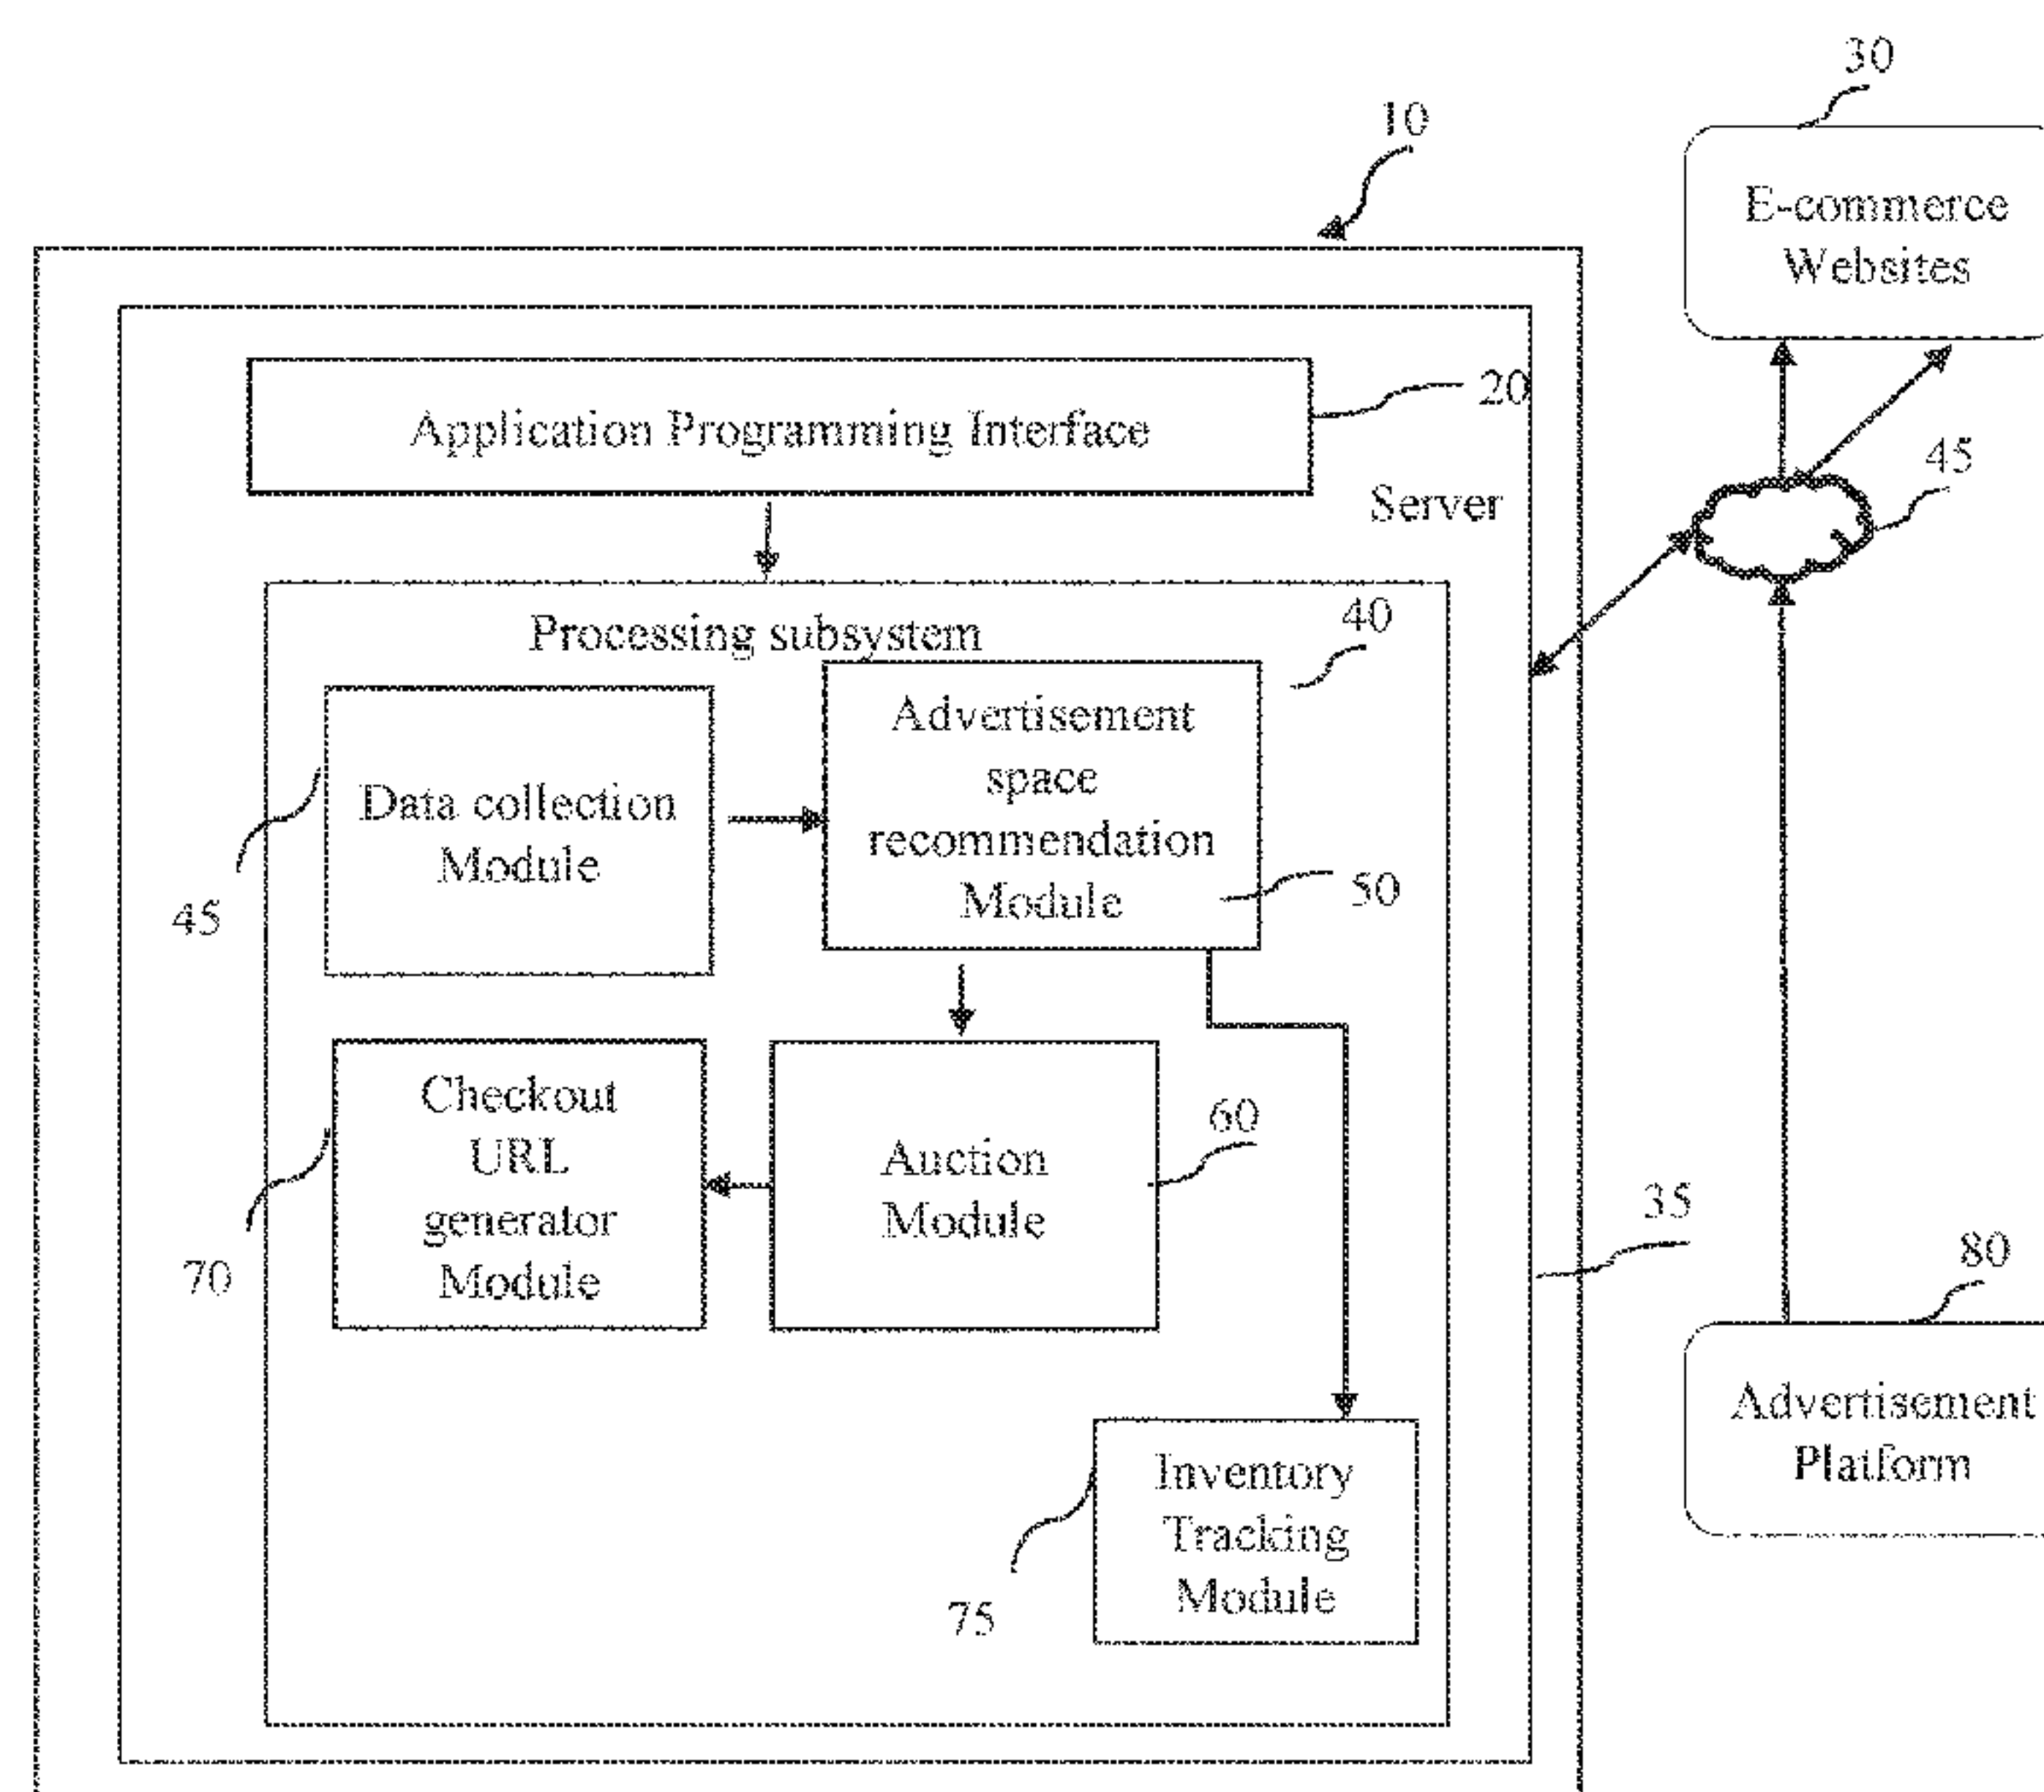 30
10
E-commerce
Websites
20
Application Programming Interface
45
Server
Processing subsystem
40
Advertisement
space
recommendation
Module
50
Data collection
Module
45
Checkout
URL
generator
Module
70
Auction
Module
60
35
80
Advertisement
Platform
Inventory
Tracking
Module
75